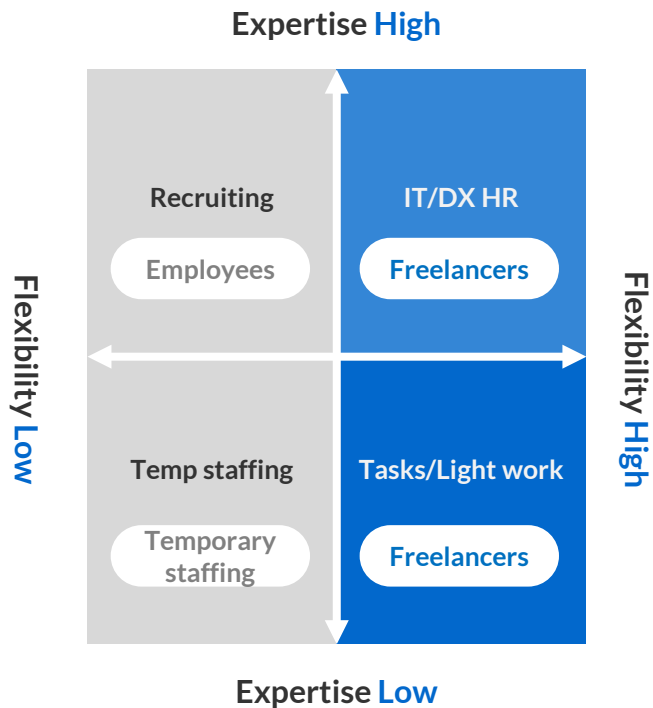 Expertise High
Recruiting
IT/DX HR
Employees
Freelancers
Flexibility Low
Flexibility High
Temp staffing
Tasks/Light work
Temporary
staffing
Freelancers
Expertise Low